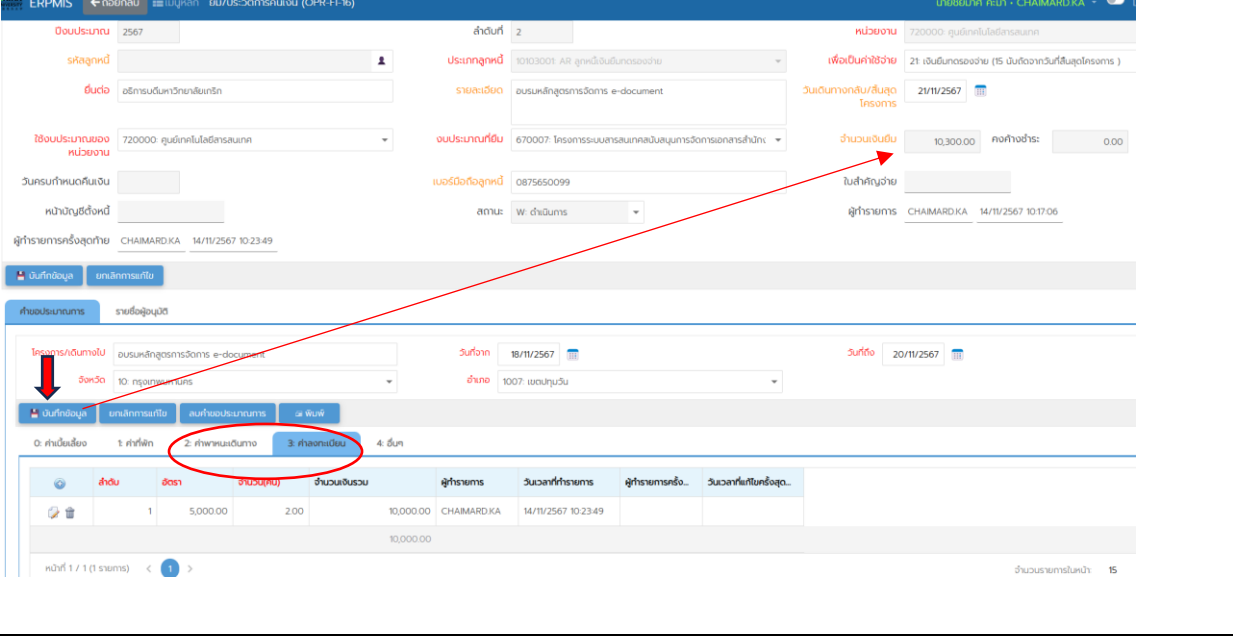 ERPMIS ถอยกลับ เมนูหลัก ยืม/ประวัติการคืนเงิน (OPR-FI-16) นายชัยมาศ คะมา - CHAIMARD.KA
ปีงบประมาณ 2567 ลำดับที่ 2 หน่วยงาน 720000: ศูนย์เทคโนโลยีสารสนเทศ
รหัสลูกหนี้ ประเภทลูกหนี้ 10103001: AR ลูกหนี้เงินยืมทดรองจ่าย เพื่อเป็นค่าใช้จ่าย 21: เงินยืมทดรองจ่าย (15 นับถัดจากวันที่สิ้นสุดโครงการ )
ยื่นต่อ อธิการบดีมหาวิทยาลัยเกริก รายละเอียด อบรมหลักสูตรการจัดการ e-document วันเดินทางกลับ/สิ้นสุด 21/11/2567
โครงการ
ใช้งบประมาณของ 720000: ศูนย์เทคโนโลยีสารสนเทศ งบประมาณที่ยืม 670007: โครงการระบบสารสนเทศสนับสนุนการจัดการเอกสารสำนักง จำนวนเงินยืม 10,300.00 คงค้างชำระ: 0.00
หน่วยงาน
วันครบกำหนดคืนเงิน เบอร์มือถือลูกหนี้ 0875650099 ใบสำคัญจ่าย
หน้าบัญชีตั้งหนี้ สถานะ W: ดำเนินการ ผู้ทำรายการ CHAIMARD.KA 14/11/2567 10:17:06
ผู้ทำรายการครั้งสุดท้าย CHAIMARD.KA 14/11/2567 10:23:49
บันทึกข้อมูล ยกเลิกการแก้ไข
คำขอประมาณการ รายชื่อผู้อนุมัติ
โครงการ/เดินทางไป อบรมหลักสูตรการจัดการ e-document วันที่จาก 18/11/2567 วันที่ถึง 20/11/2567
จังหวัด 10: กรุงเทพมหานคร อำเภอ 1007: เขตปทุมวัน
บันทึกข้อมูล ยกเลิกการแก้ไข ลบคำขอประมาณการ พิมพ์
0: ค่าเบี้ยเลี้ยง 1: ค่าที่พัก 2: ค่าพาหนะเดินทาง 3: ค่าลงทะเบียน 4: อื่นๆ
ลำดับ อัตรา จำนวน(คน) จำนวนเงินรวม ผู้ทำรายการ วันเวลาที่ทำรายการ ผู้ทำรายการครั้ง... วันเวลาที่แก้ไขครั้งสุด...
1 5,000.00 2.00 10,000.00 CHAIMARD.KA 14/11/2567 10:23:49
10,000.00
หน้าที่ 1 / 1 (1 รายการ) < 1 > จำนวนรายการในหน้า: 15